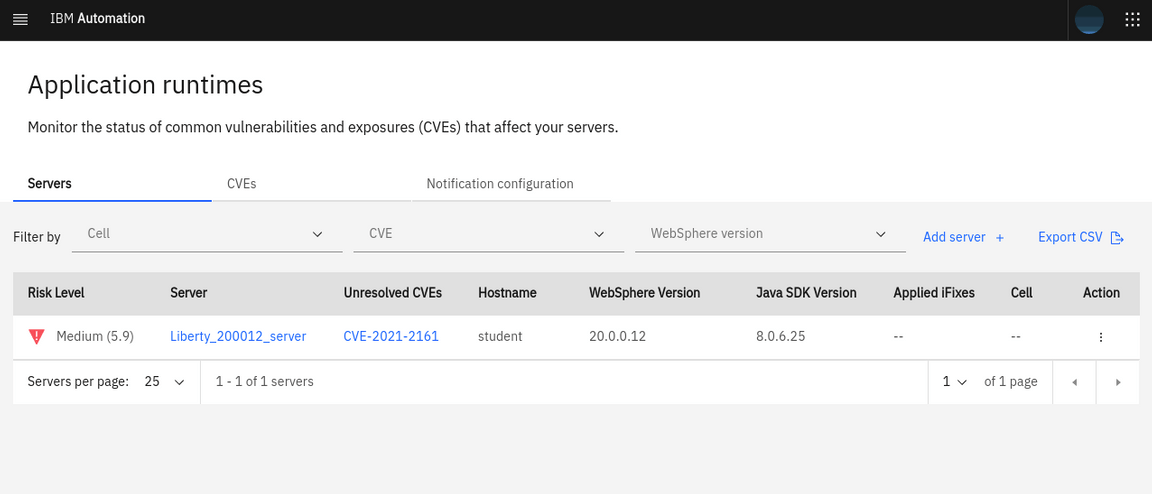 IBM Automation
Application runtimes
Monitor the status of common vulnerabilities and exposures (CVEs) that affect your servers.
Servers CVEs Notification configuration
Filter by Cell CVE WebSphere version Add server + Export CSV
Risk Level Server Unresolved CVEs Hostname WebSphere Version Java SDK Version Applied iFixes Cell Action
Medium (5.9) Liberty_200012_server CVE-2021-2161 student 20.0.0.12 8.0.6.25 -- --
Servers per page: 25 1 - 1 of 1 servers 1 of 1 page